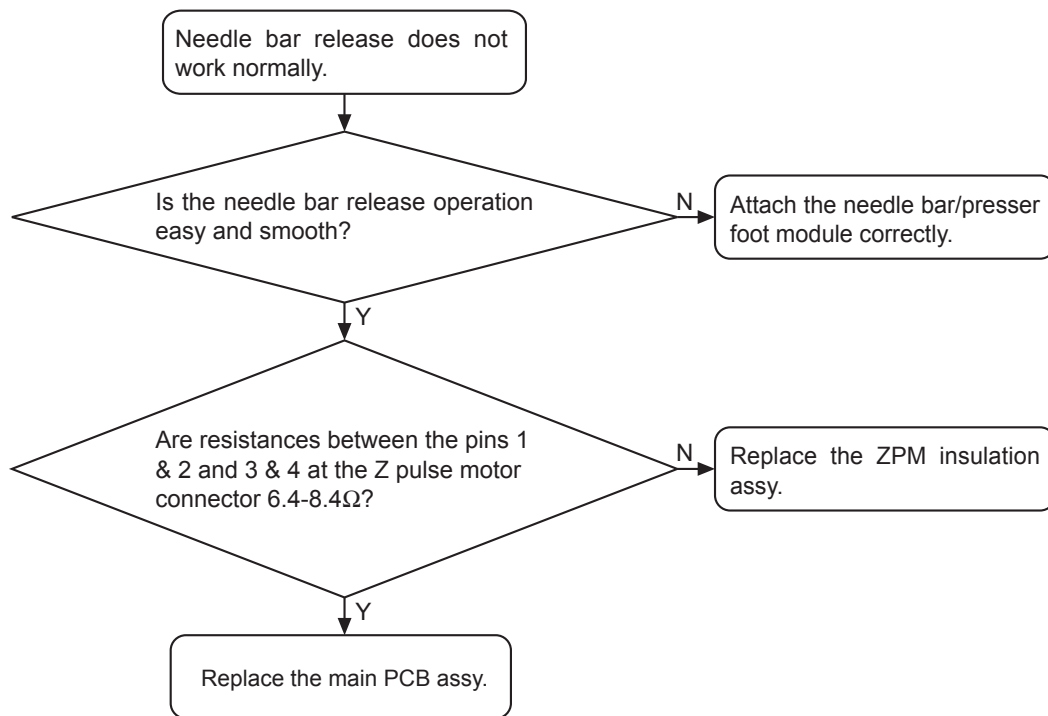 Needle bar release does not
work normally.
Is the needle bar release operation
easy and smooth?
N
Attach the needle bar/presser
foot module correctly.
Y
Are resistances between the pins 1
& 2 and 3 & 4 at the Z pulse motor
connector 6.4-8.4Ω?
N
Replace the ZPM insulation
assy.
Y
Replace the main PCB assy.